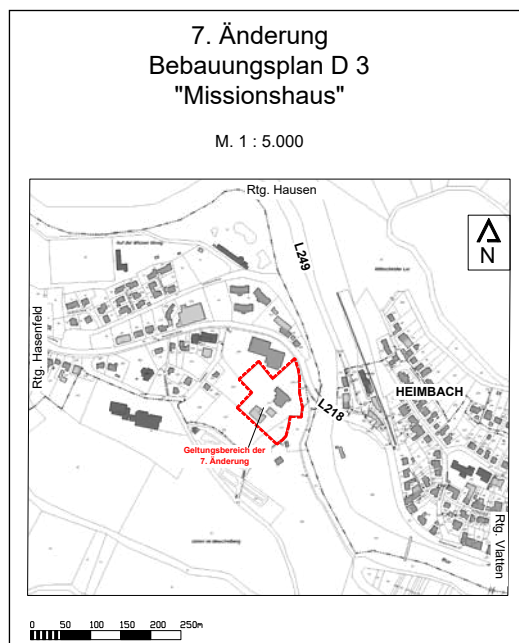 7. Änderung
Bebauungsplan D 3
"Missionshaus"
M. 1 : 5.000
Rtg. Hausen
N
L249
Rtg. Hasenfeld
HEIMBACH
L218
Geltungsbereich der
7. Änderung
Rtg. Vlatten
0 50 100 150 200 250m